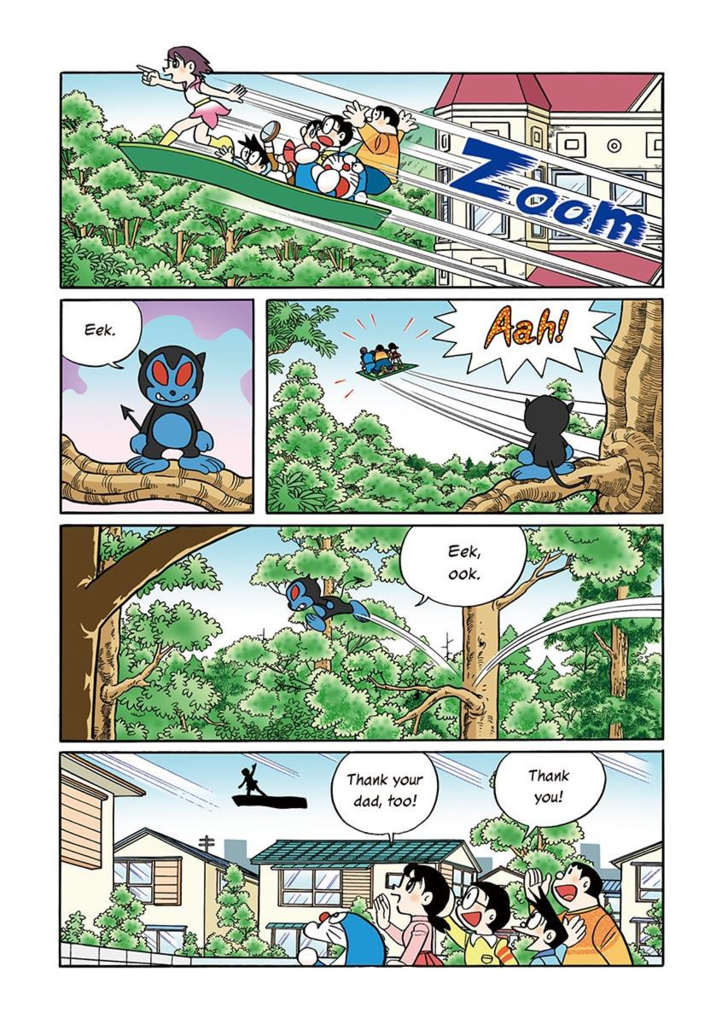 Zoom
Eek.
Aah!
Eek,
ook.
Thank your
dad, too!
Thank
you!